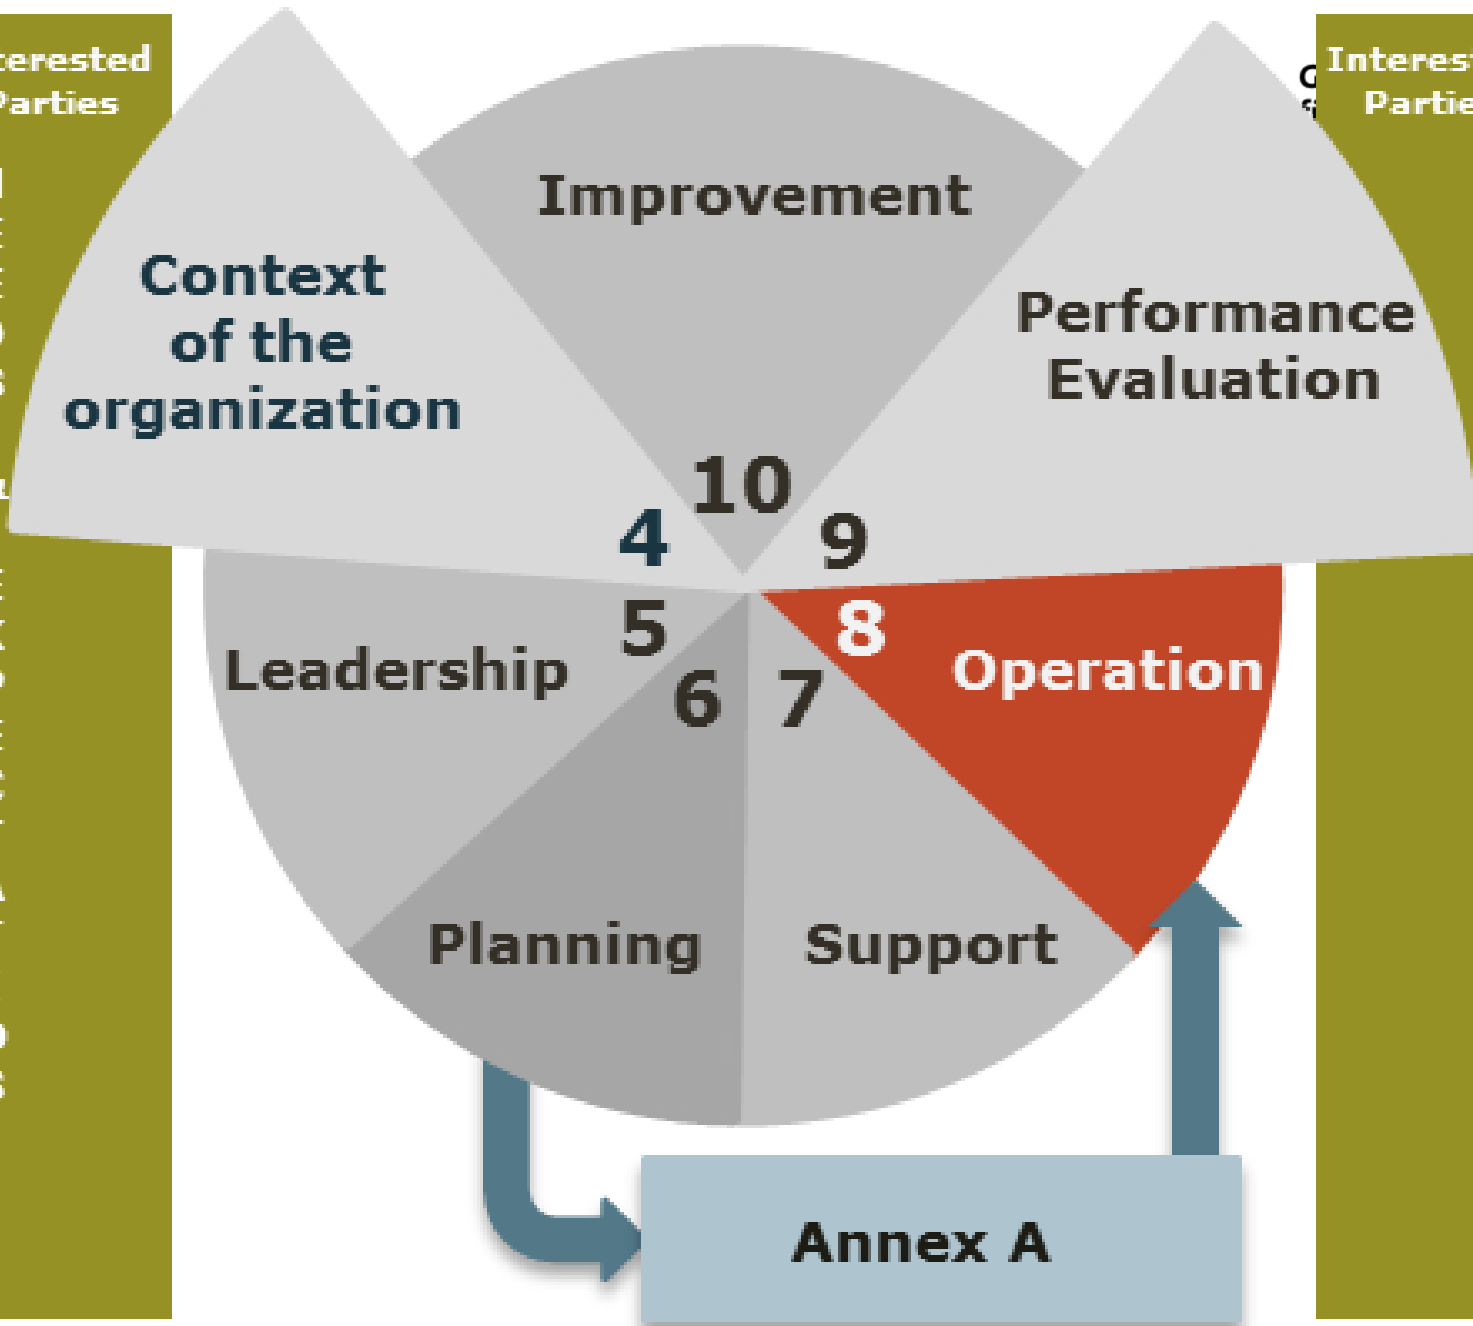 terested
Parties
Interest
Partie
Improvement
Context
of the
organization
Performance
Evaluation
10
4
9
5
8
Leadership
Operation
6
7
Planning
Support
Annex A